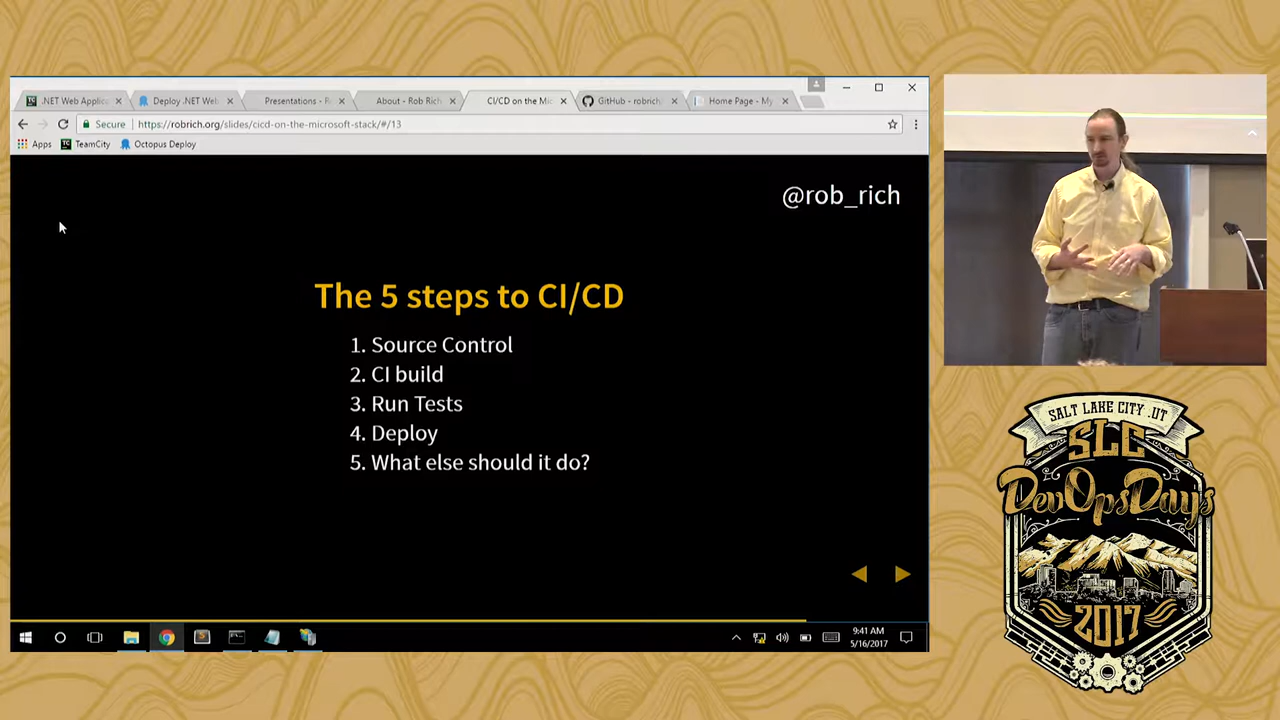 .NET Web Applic
Deploy .NET Web
Presentations - R
About - Rob Rich
CI/CD on the Mic
GitHub - robrich/
Home Page - My
Secure
https://robrich.org/slides/cicd-on-the-microsoft-stack/#/13
Apps
TC
TeamCity
Octopus Deploy
@rob_rich
The 5 steps to CI/CD
1. Source Control
2. CI build
3. Run Tests
4. Deploy
5. What else should it do?
9:41 AM
5/16/2017
SALT LAKE CITY .UT
SLC
DevOpsDays
2017